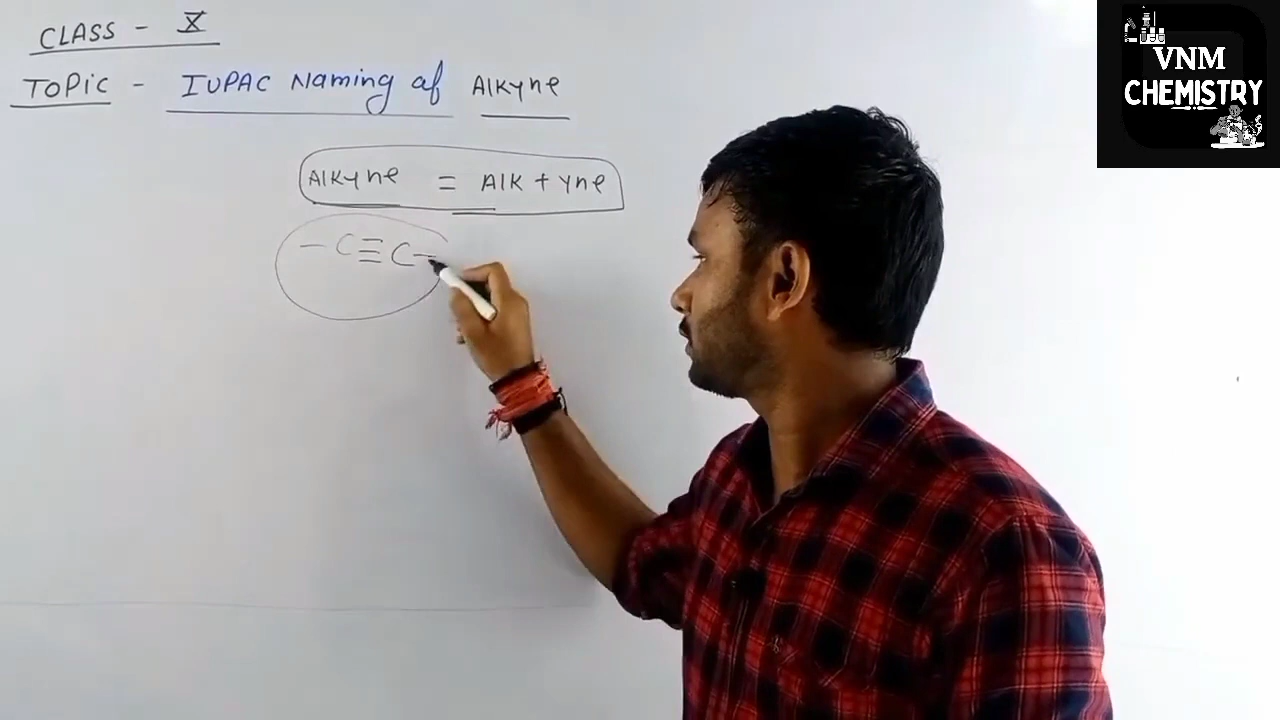 CLASS - X
TOPIC - IUPAC Naming of Alkyne
Alkyne = Alk + yne
- C ≡ C -
VNM
CHEMISTRY